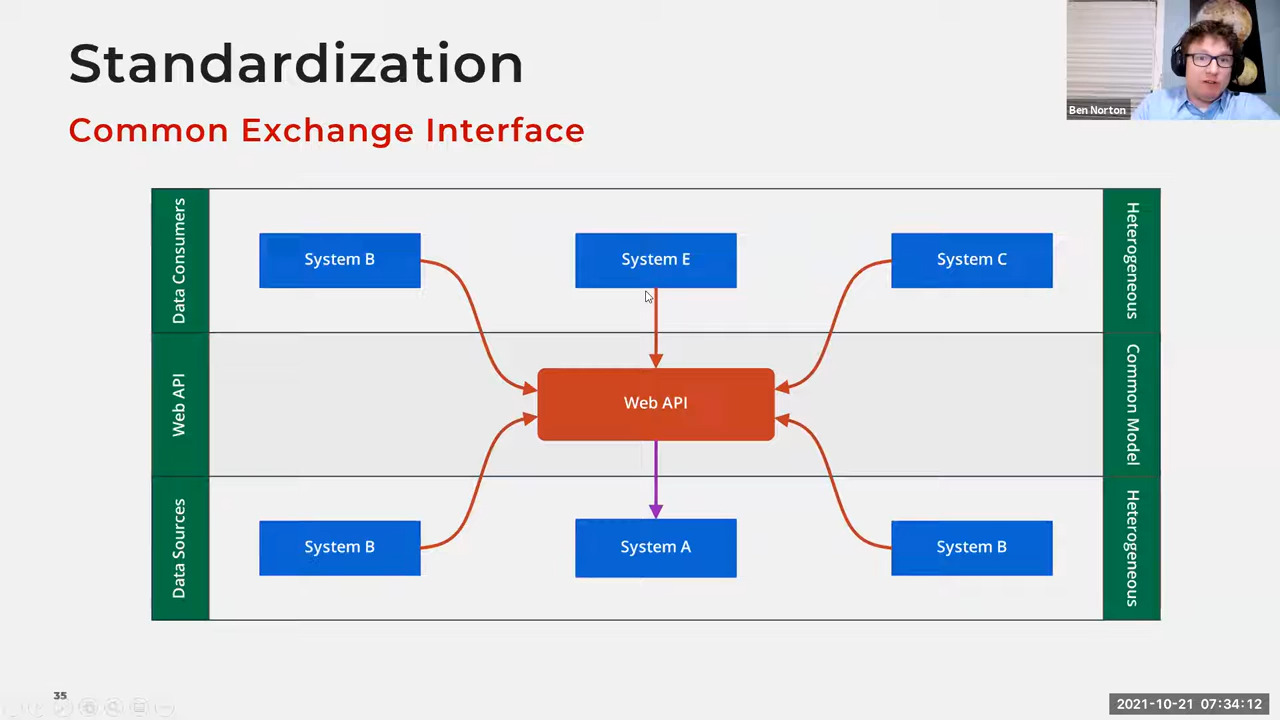 Standardization
Common Exchange Interface
Ben Norton
Data Consumers
System B
System E
System C
Heterogeneous
Web API
Web API
Common Model
Data Sources
System B
System A
System B
Heterogeneous
35
2021-10-21 07:34:12